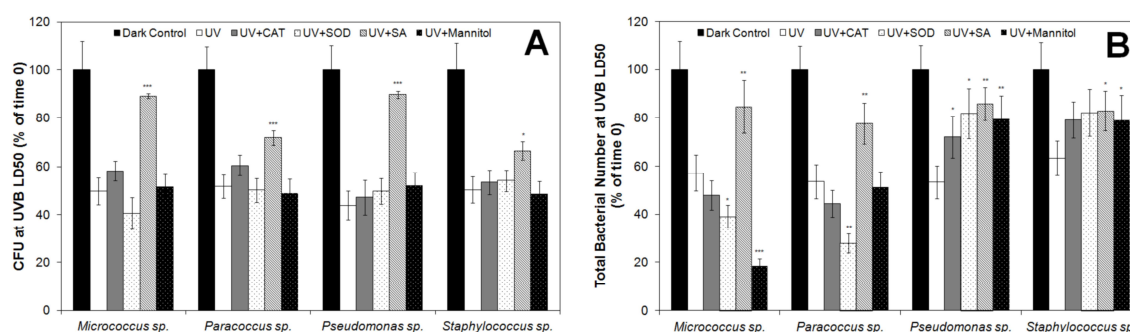 120
100
80
60
40
20
0
CFU at UVB LD50 (% of time 0)
Dark Control UV UV+CAT UV+SOD UV+SA UV+Mannitol
A
*** *** *** *
Micrococcus sp. Paracoccus sp. Pseudomonas sp. Staphylococcus sp.
120
100
80
60
40
20
0
Total Bacterial Number at UVB LD50
(% of time 0)
Dark Control UV UV+CAT UV+SOD UV+SA UV+Mannitol
B
* ** *** ** ** * * ** ** * *
Micrococcus sp. Paracoccus sp. Pseudomonas sp. Staphylococcus sp.